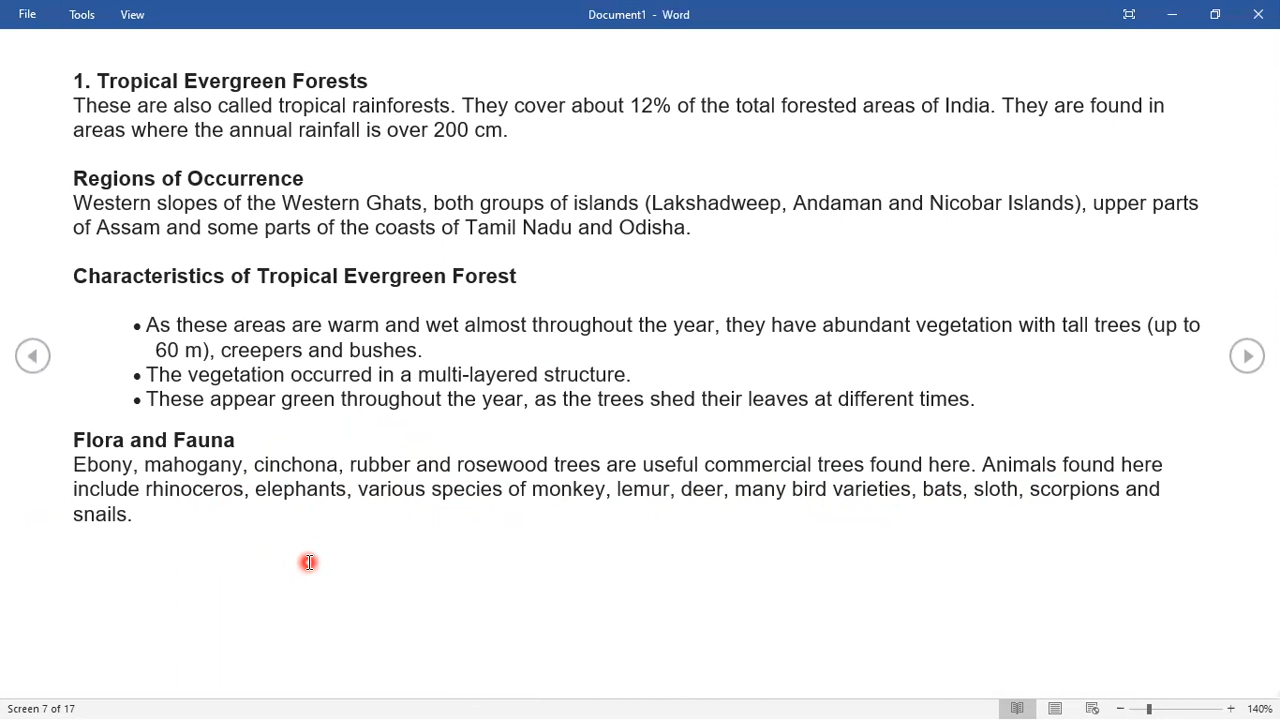 File Tools View Document1 - Word
1. Tropical Evergreen Forests
These are also called tropical rainforests. They cover about 12% of the total forested areas of India. They are found in
areas where the annual rainfall is over 200 cm.
Regions of Occurrence
Western slopes of the Western Ghats, both groups of islands (Lakshadweep, Andaman and Nicobar Islands), upper parts
of Assam and some parts of the coasts of Tamil Nadu and Odisha.
Characteristics of Tropical Evergreen Forest
• As these areas are warm and wet almost throughout the year, they have abundant vegetation with tall trees (up to
60 m), creepers and bushes.
• The vegetation occurred in a multi-layered structure.
• These appear green throughout the year, as the trees shed their leaves at different times.
Flora and Fauna
Ebony, mahogany, cinchona, rubber and rosewood trees are useful commercial trees found here. Animals found here
include rhinoceros, elephants, various species of monkey, lemur, deer, many bird varieties, bats, sloth, scorpions and
snails.
Screen 7 of 17 140%